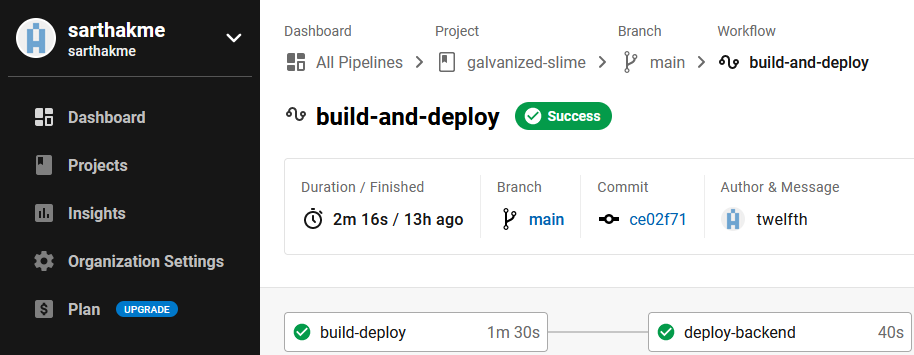 sarthakme
sarthakme
Dashboard
Projects
Insights
Organization Settings
Plan UPGRADE
Dashboard Project Branch Workflow
All Pipelines galvanized-slime main build-and-deploy
build-and-deploy Success
Duration / Finished Branch Commit Author & Message
2m 16s / 13h ago main ce02f71 twelfth
build-deploy 1m 30s deploy-backend 40s